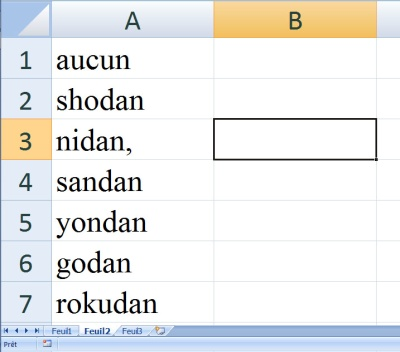 A B
1 aucun
2 shodan
3 nidan,
4 sandan
5 yondan
6 godan
7 rokudan
Feuil1 Feuil2 Feuil3
Prêt